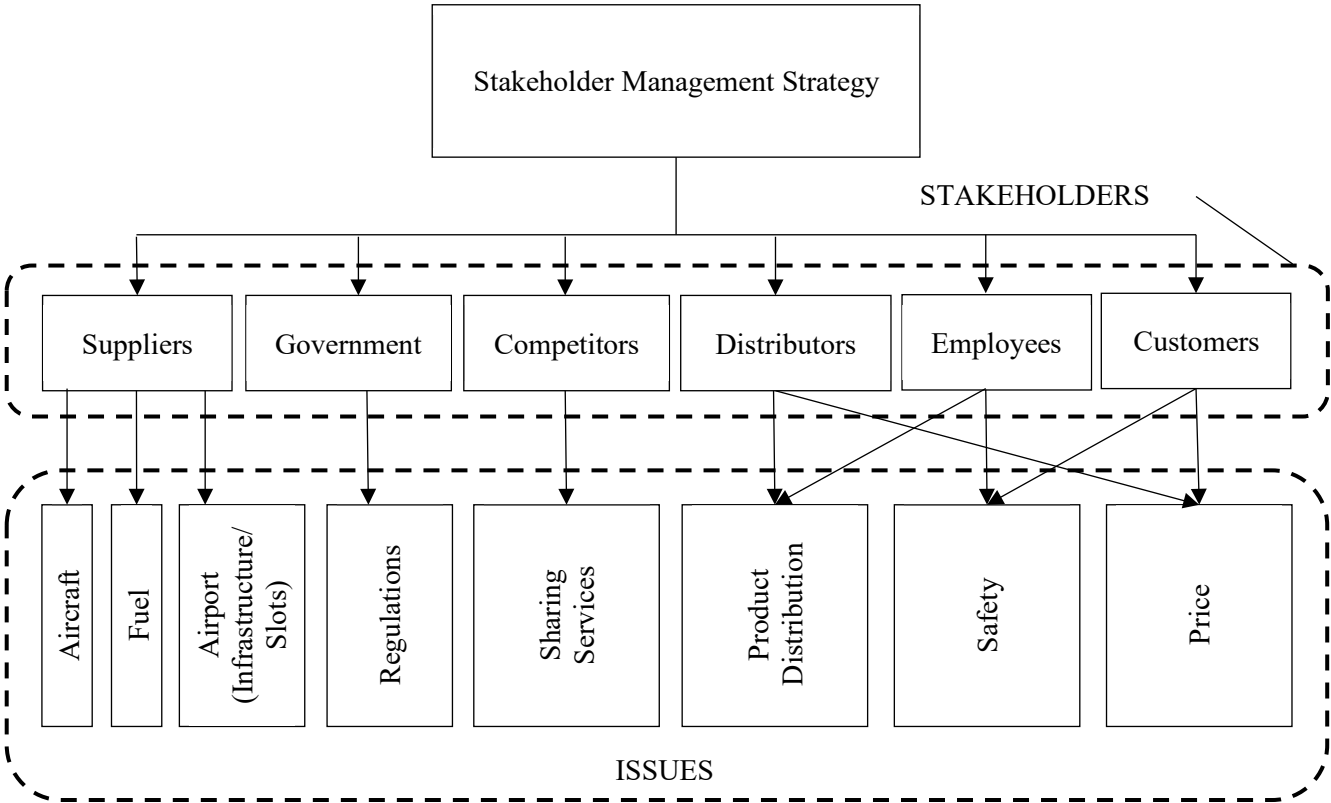 Stakeholder Management Strategy
STAKEHOLDERS
Suppliers
Government
Competitors
Distributors
Employees
Customers
Aircraft
Fuel
Airport
(Infrastructure/
Slots)
Regulations
Sharing
Services
Product
Distribution
Safety
Price
ISSUES